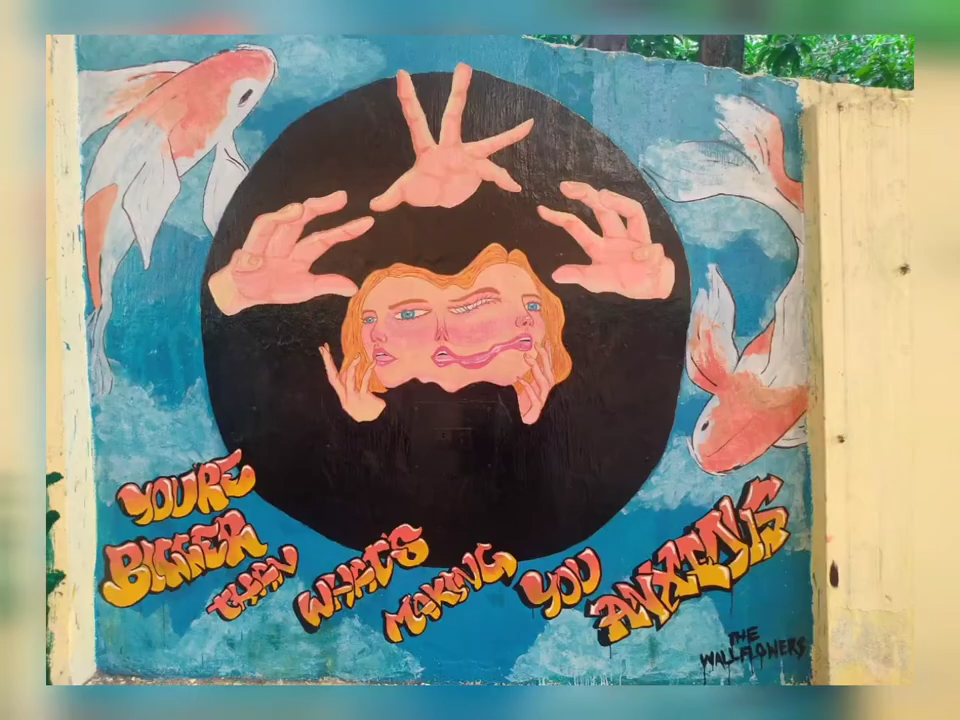 YOU'RE
BIGGER
THAN WHAT'S MAKING YOU ANXIOUS
THE
WALLFLOWERS